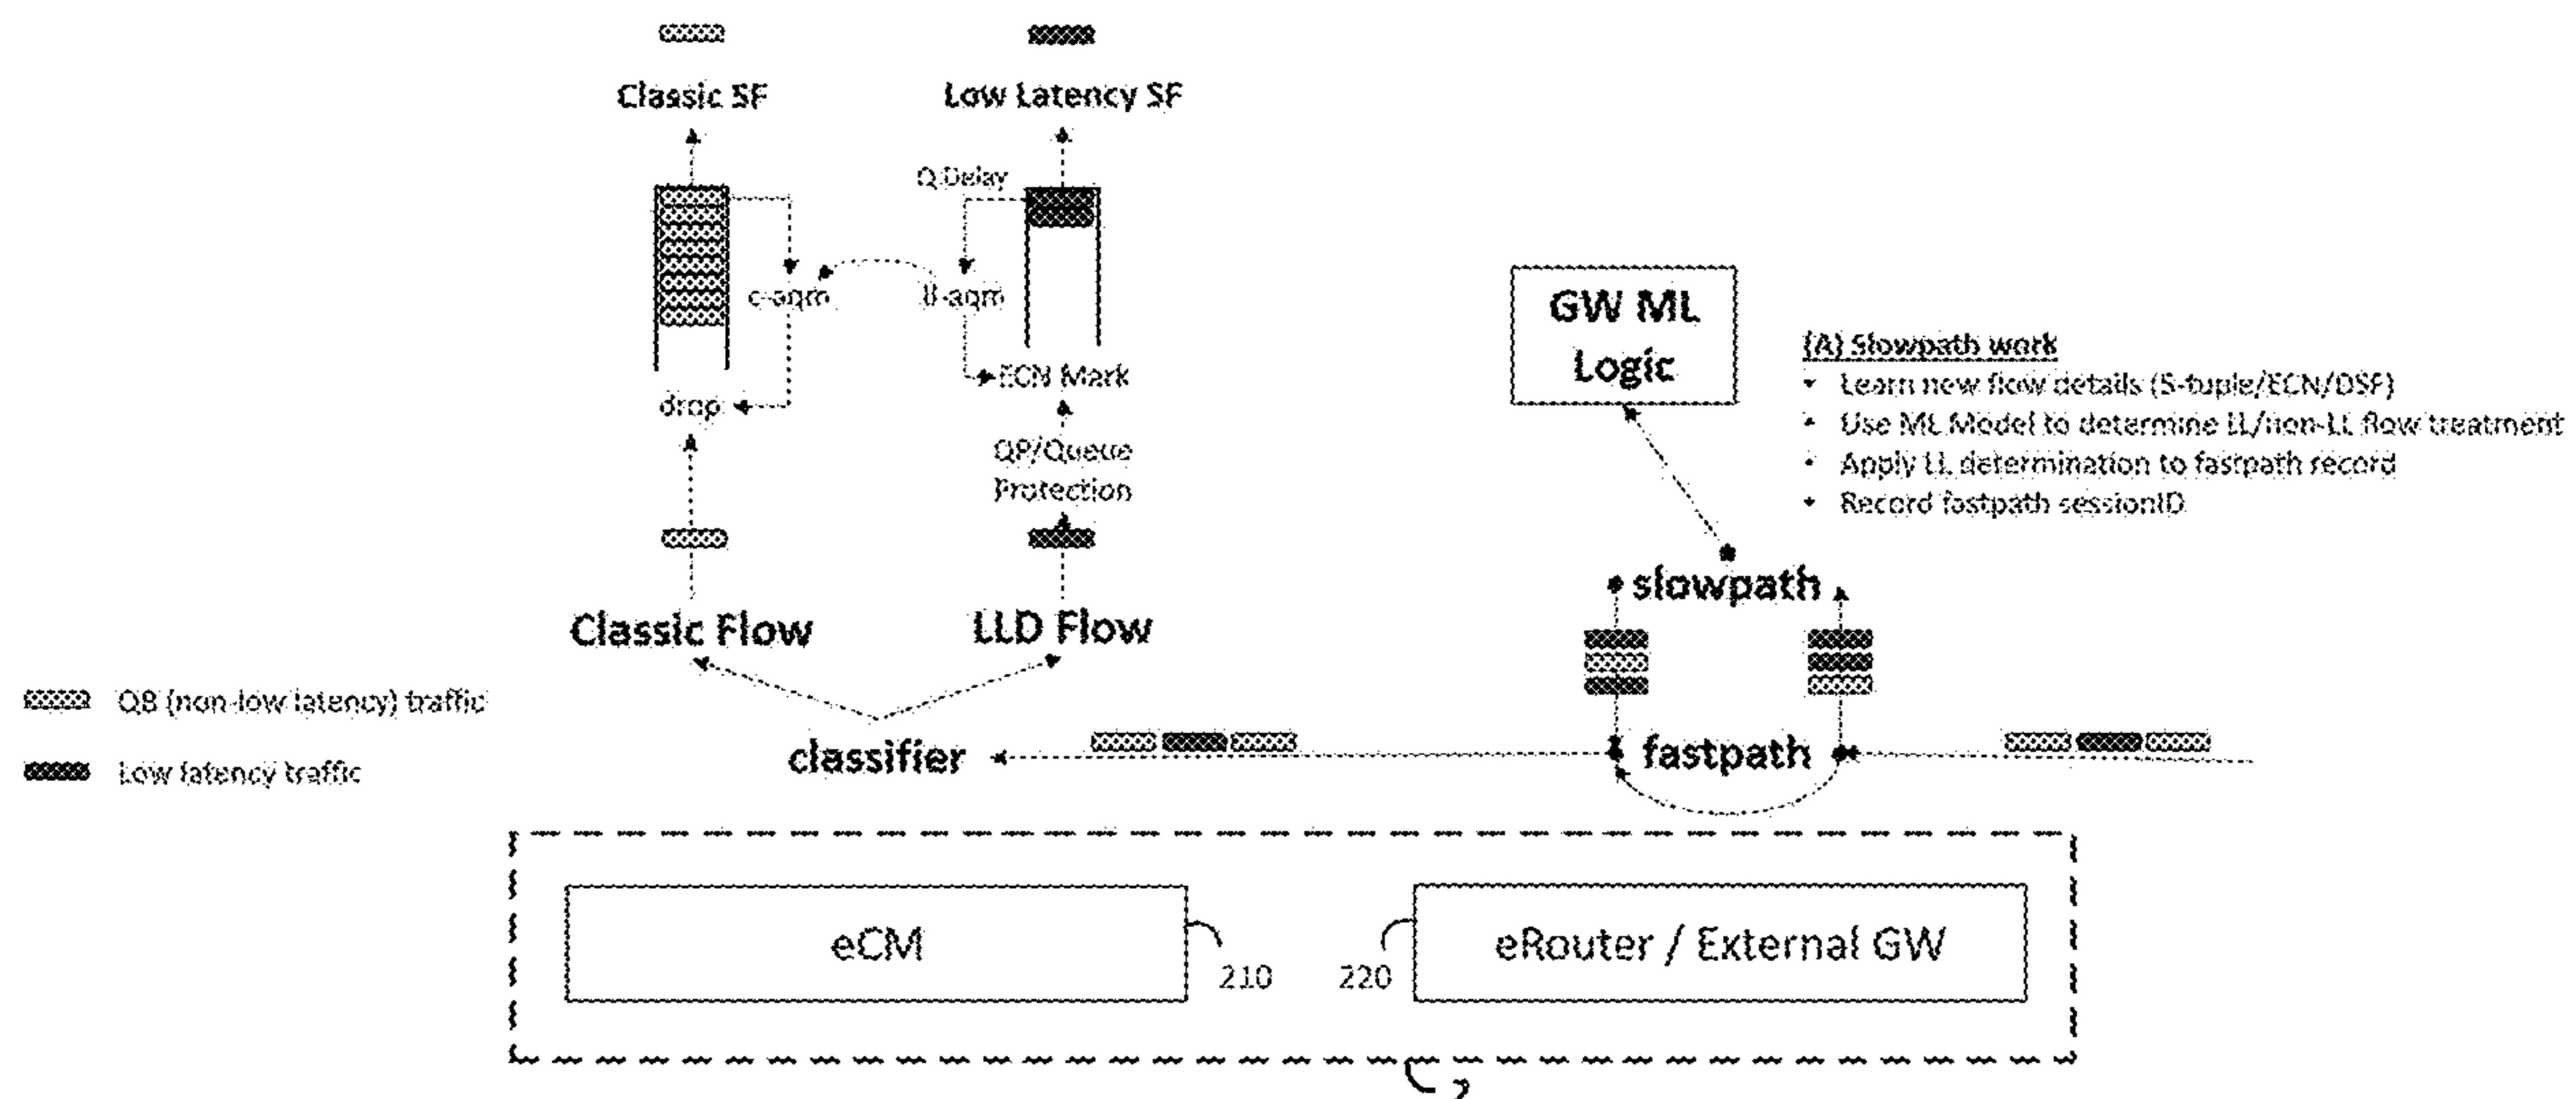 Classic SF
Low Latency SF
Q Delay
c-aqm
ll-aqm
GW ML
Logic
(A) Slowpath work
• Learn new flow details (5-tuple/ECN/DSF)
• Use ML Model to determine LL/non-LL flow treatment
• Apply LL determination to fastpath record
• Record fastpath sessionID
ECN Mark
drop
QP/Queue
Protection
slowpath
Classic Flow
LLD Flow
QB (non-low latency) traffic
classifier
fastpath
Low latency traffic
eCM
210
220
eRouter / External GW
2